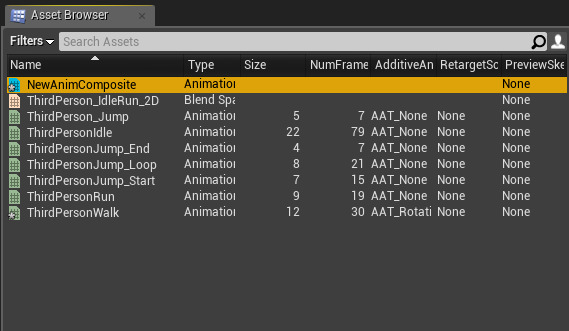 Asset Browser
Filters Search Assets
Name Type Size NumFrame AdditiveAn RetargetSo PreviewSke
NewAnimComposite Animation None
ThirdPerson_IdleRun_2D Blend Spa None
ThirdPerson_Jump Animation 5 7 AAT_None None None
ThirdPersonIdle Animation 22 79 AAT_None None None
ThirdPersonJump_End Animation 4 7 AAT_None None None
ThirdPersonJump_Loop Animation 8 21 AAT_None None None
ThirdPersonJump_Start Animation 7 15 AAT_None None None
ThirdPersonRun Animation 9 19 AAT_None None None
ThirdPersonWalk Animation 12 30 AAT_Rotati None None